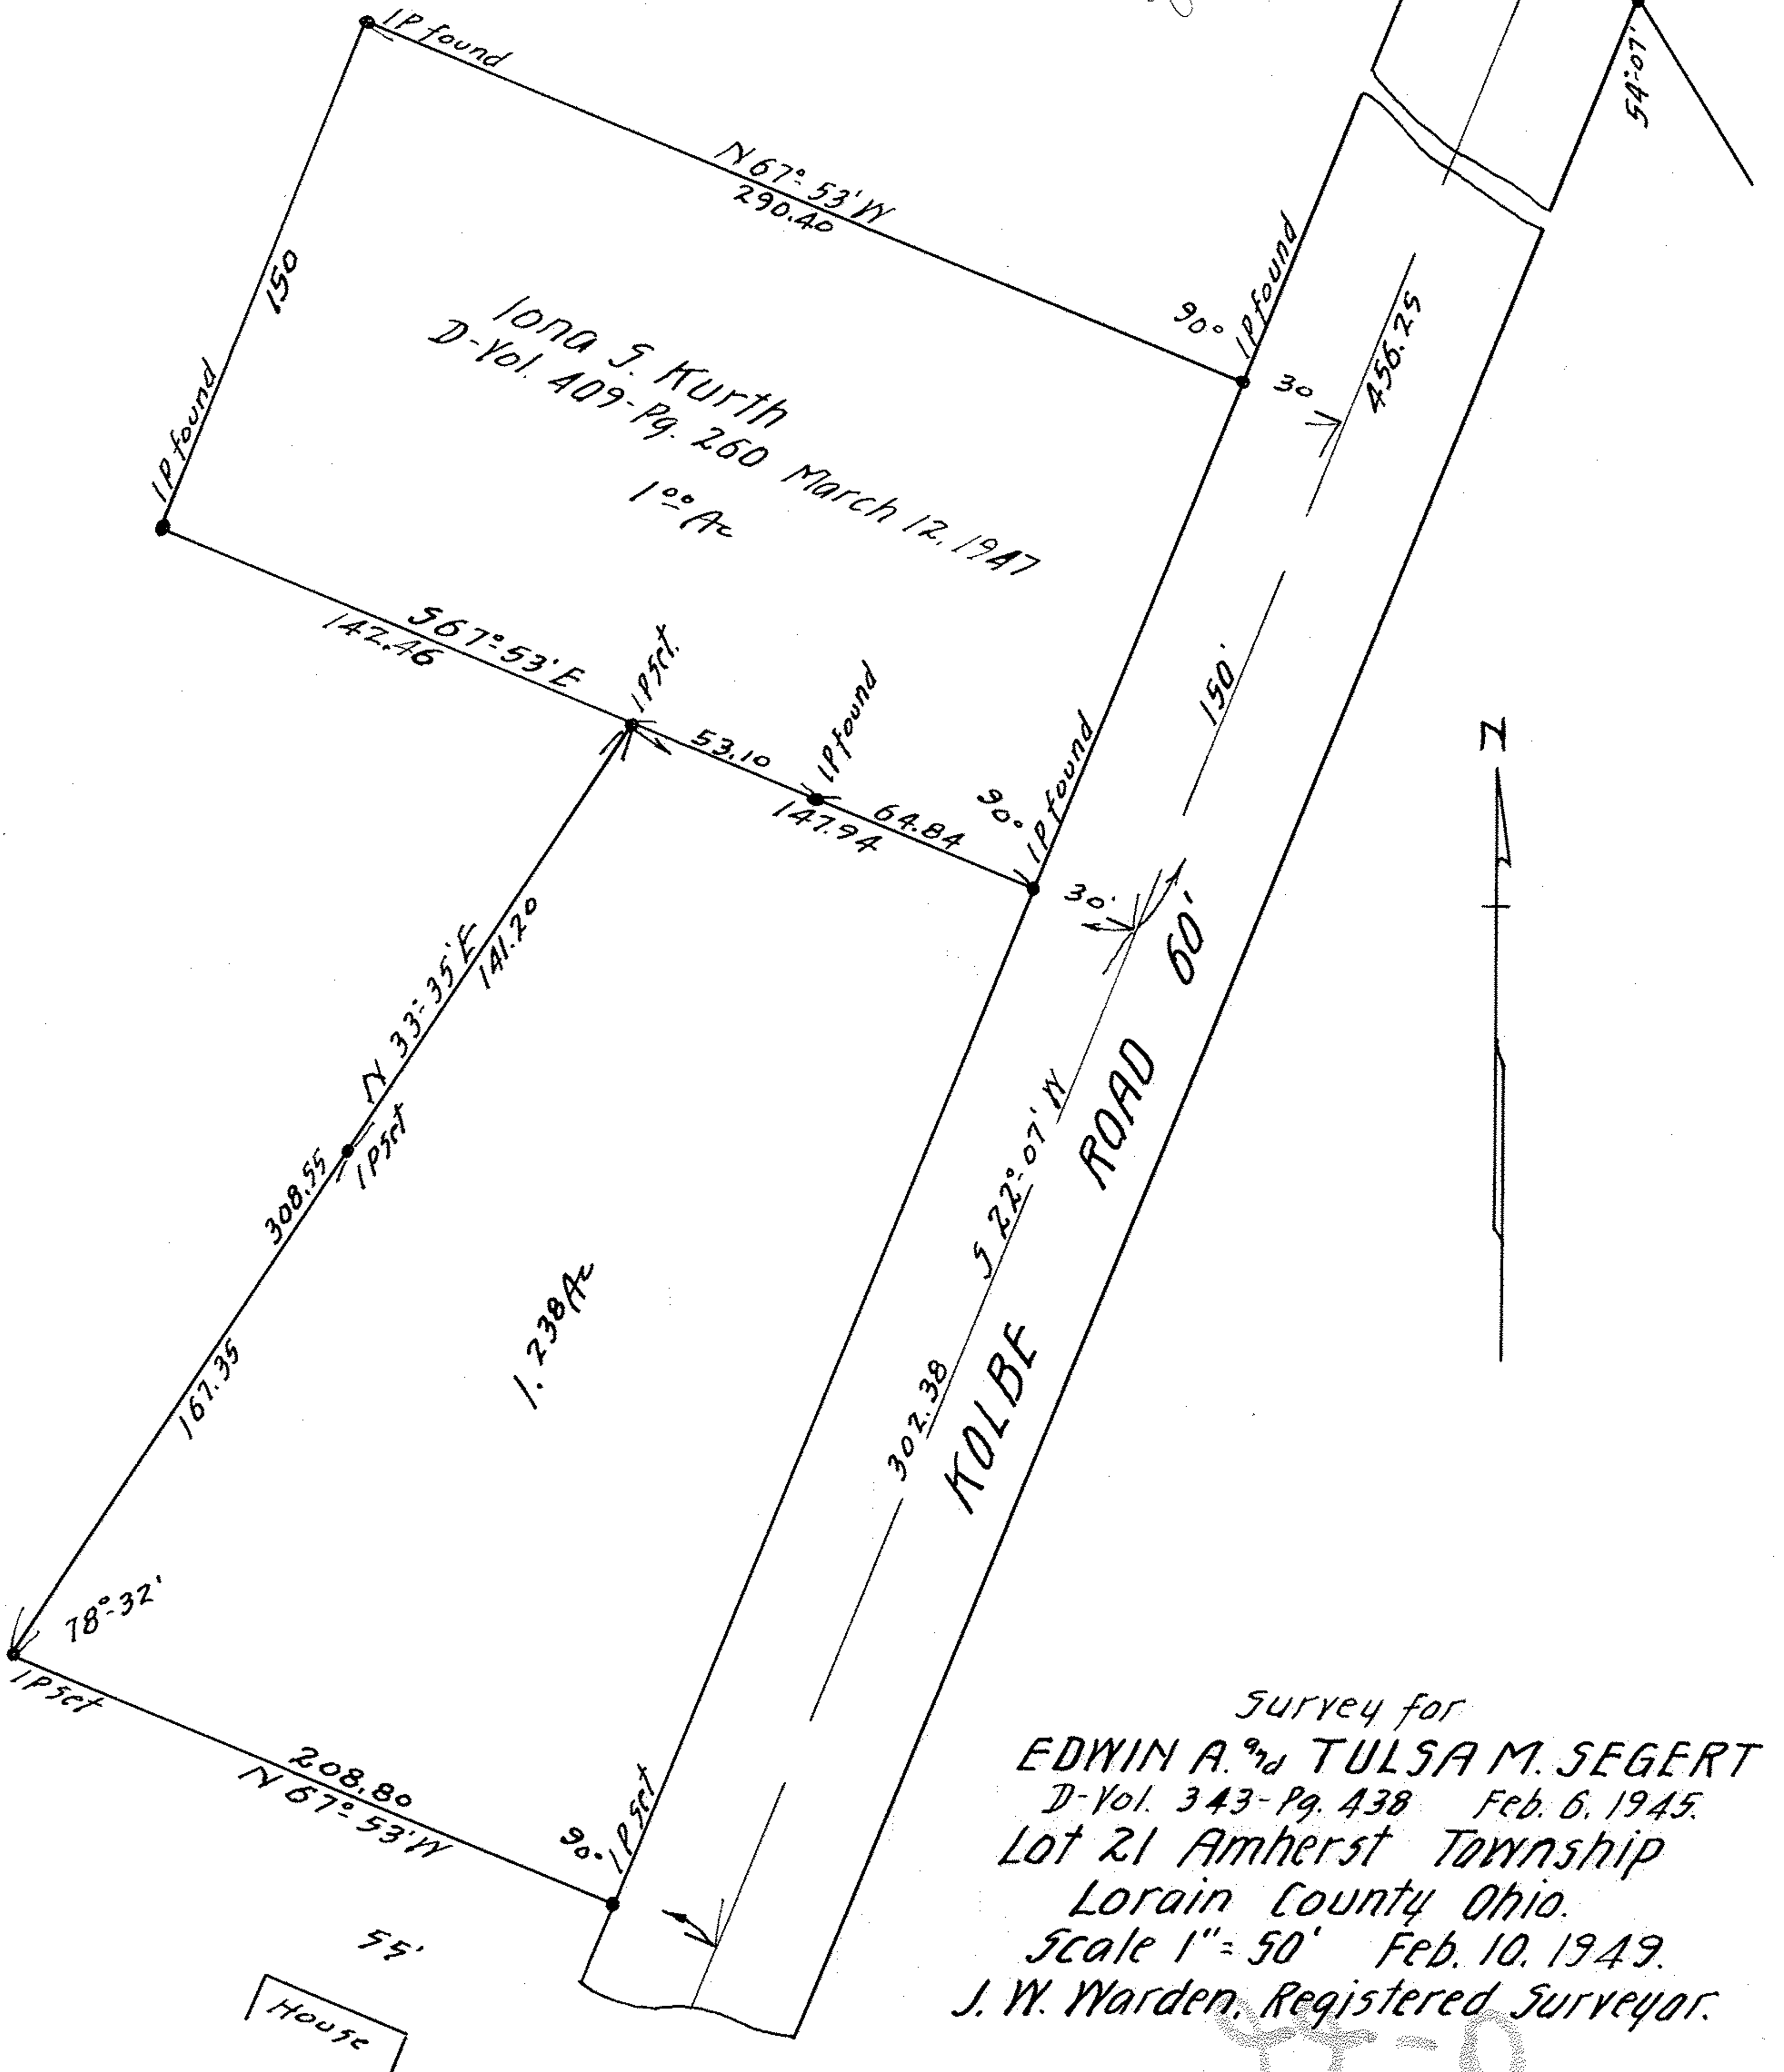 IP found
54°-07'
N 67°-53' W
290.40
IP found
150
90°
30
456.25
Iona S. Kurth
D-Vol. 409-Pg. 260 March 12, 1947
1.00 Ac
IP found
S 67°-53' E
142.46
IP set.
53.10
IP found
147.94
64.84
90°
IP found
150'
N
30'
60'
N 33°-35' E
141.20
IP set
308.55
S 22°-07' W
ROAD
1.238 Ac
167.35
302.38
KOLBE
78°-32'
IP set
208.80
N 67°-53' W
90°
IP set
55'
House
Survey for
EDWIN A. and TULSA M. SEGERT
D-Vol. 343-Pg. 438 Feb. 6, 1945.
Lot 21 Amherst Township
Lorain County Ohio.
Scale 1"= 50' Feb. 10, 1949.
J. W. Warden, Registered Surveyor.